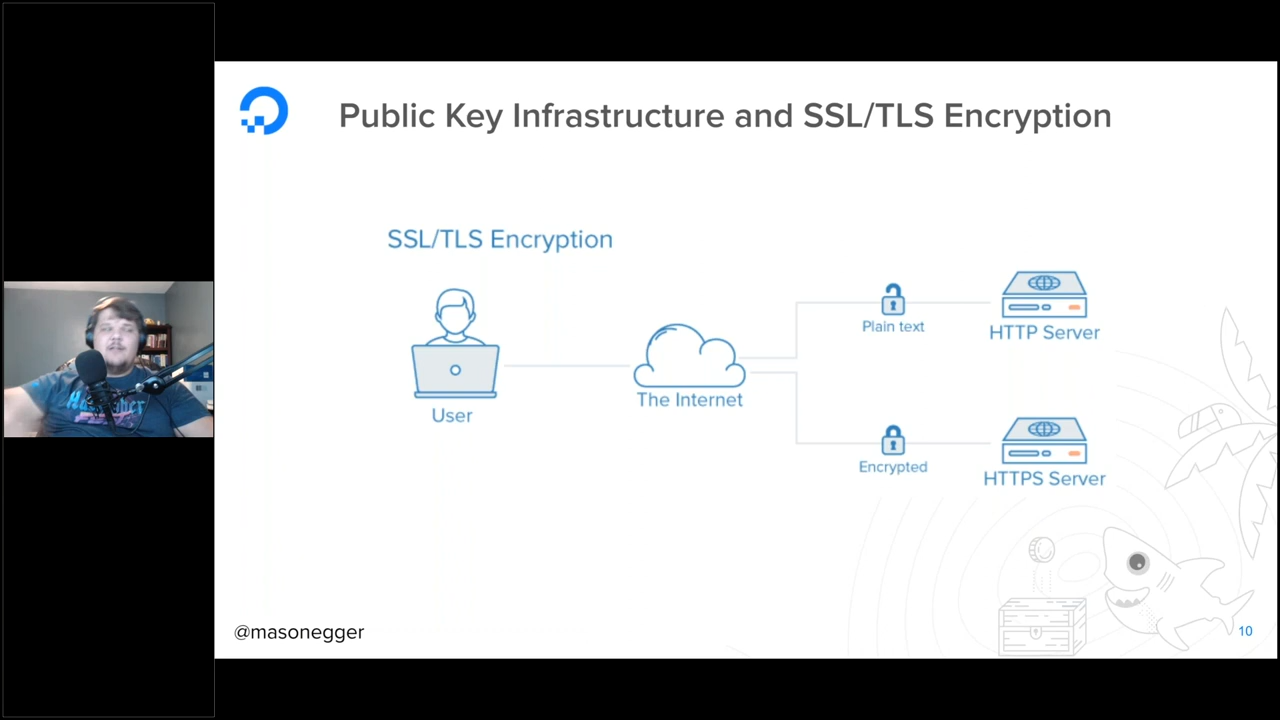 Public Key Infrastructure and SSL/TLS Encryption
SSL/TLS Encryption
User
The Internet
Plain text
HTTP Server
Encrypted
HTTPS Server
@masonegger
10